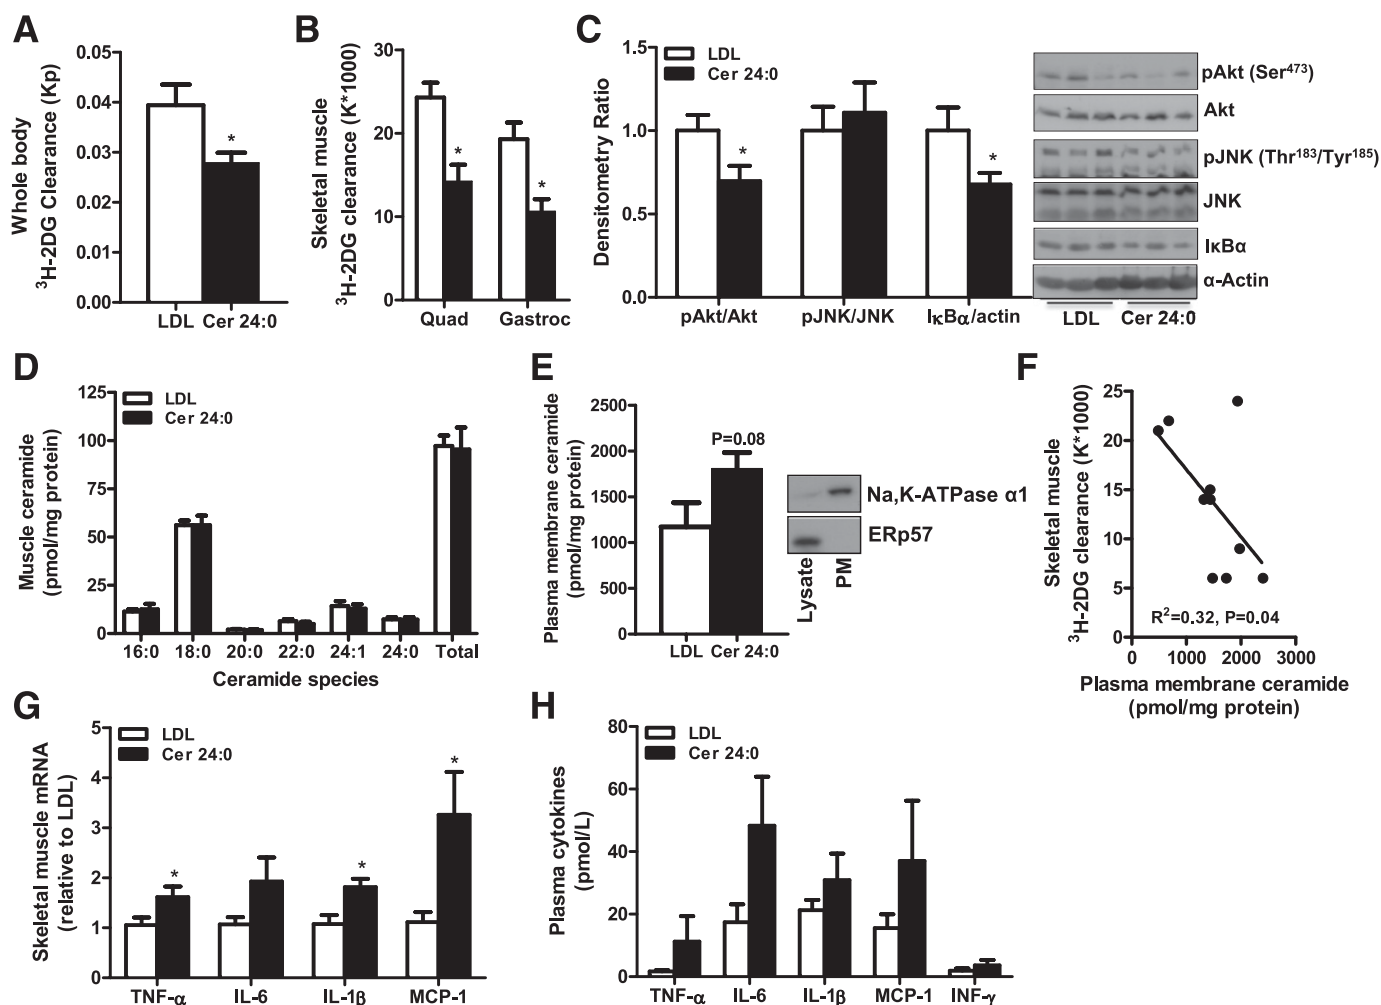 A
Whole body
³H-2DG Clearance (Kp)
0.05
0.04
0.03
0.02
0.01
0.00
*
LDL Cer 24:0
B
Skeletal muscle
³H-2DG clearance (K*1000)
30
20
10
0
*
*
Quad Gastroc
C
Densitometry Ratio
1.5
1.0
0.5
0.0
LDL
Cer 24:0
*
*
pAkt/Akt pJNK/JNK IκBα/actin
pAkt (Ser⁴⁷³)
Akt
pJNK (Thr¹⁸³/Tyr¹⁸⁵)
JNK
IκBα
α-Actin
LDL Cer 24:0
D
Muscle ceramide
(pmol/mg protein)
125
100
75
50
25
0
LDL
Cer 24:0
16:0 18:0 20:0 22:0 24:1 24:0 Total
Ceramide species
E
Plasma membrane ceramide
(pmol/mg protein)
2500
2000
1500
1000
500
0
P=0.08
LDL Cer 24:0
Na,K-ATPase α1
ERp57
Lysate
PM
F
Skeletal muscle
³H-2DG clearance (K*1000)
25
20
15
10
5
R²=0.32, P=0.04
0 1000 2000 3000
Plasma membrane ceramide
(pmol/mg protein)
G
Skeletal muscle mRNA
(relative to LDL)
5
4
3
2
1
0
LDL
Cer 24:0
*
*
*
TNF-α IL-6 IL-1β MCP-1
H
Plasma cytokines
(pmol/L)
80
60
40
20
0
LDL
Cer 24:0
TNF-α IL-6 IL-1β MCP-1 INF-γ